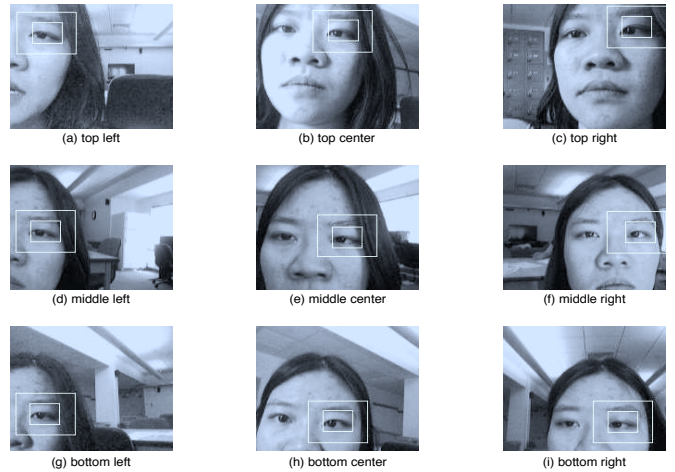 (a) top left
(b) top center
(c) top right
(d) middle left
(e) middle center
(f) middle right
(g) bottom left
(h) bottom center
(i) bottom right